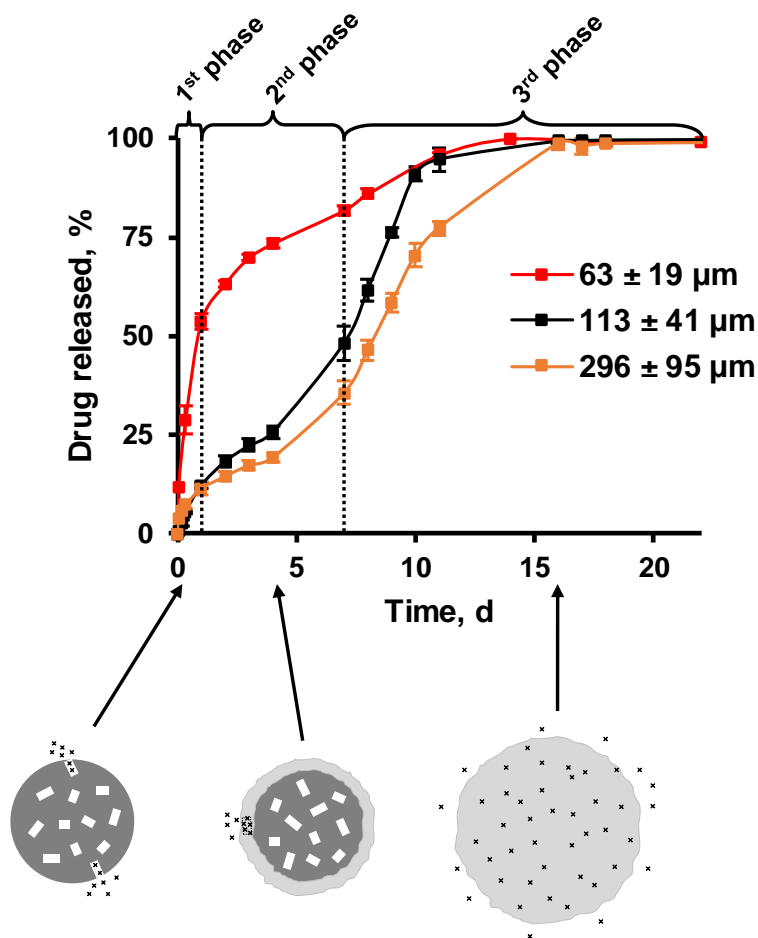 1st phase
2nd phase
3rd phase
100
75
50
25
0
Drug released, %
63 ± 19 µm
113 ± 41 µm
296 ± 95 µm
0 5 10 15 20
Time, d